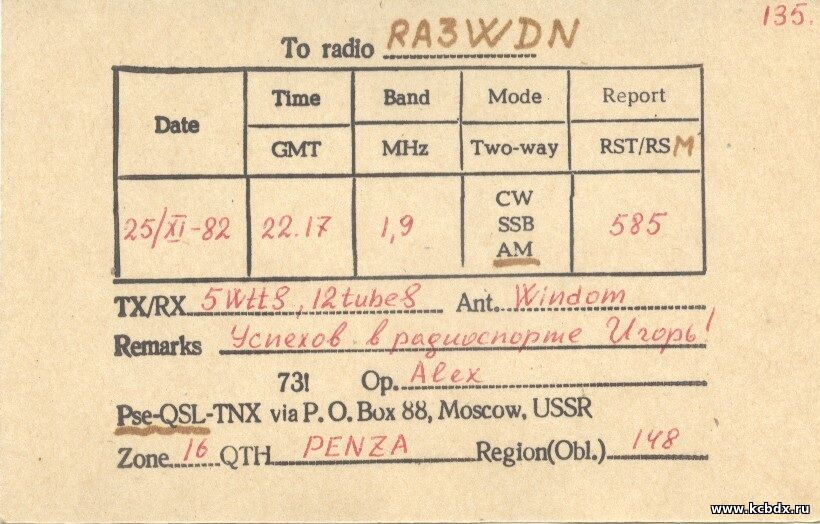 135.
To radio RA3WDN
Date Time Band Mode Report
GMT MHz Two-way RST/RSM
25/XI-82 22.17 1,9 CW SSB AM 585
TX/RX 5Wtts, 12tubes Ant. Windom
Remarks Успехов в радиоспорте Игорь!
73! Op. Alex
Pse-QSL-TNX via P. O. Box 88, Moscow, USSR
Zone 16 QTH PENZA Region(Obl.) 148
www.kcbdx.ru